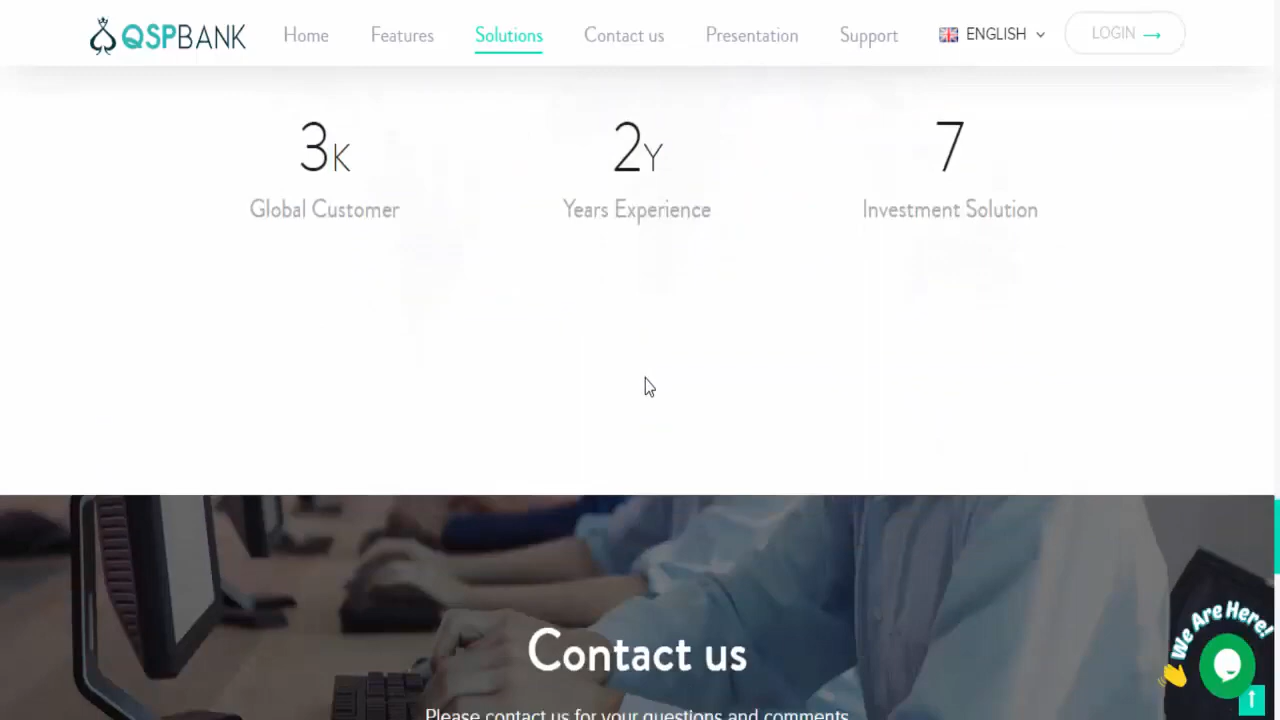 QSPBANK Home Features Solutions Contact us Presentation Support ENGLISH LOGIN
3K 2Y 7
Global Customer Years Experience Investment Solution
Contact us
Please contact us for your questions and comments
We Are Here!